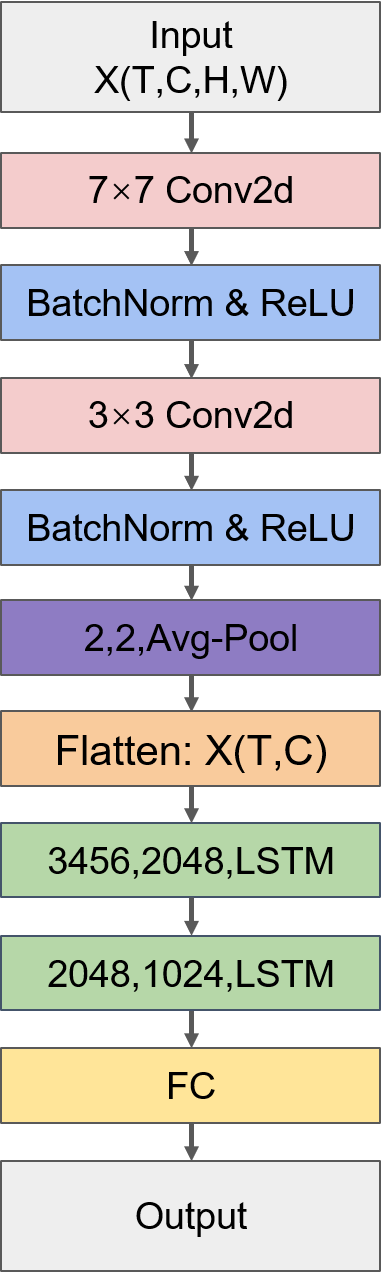 Input
X(T,C,H,W)
7×7 Conv2d
BatchNorm & ReLU
3×3 Conv2d
BatchNorm & ReLU
2,2,Avg-Pool
Flatten: X(T,C)
3456,2048,LSTM
2048,1024,LSTM
FC
Output